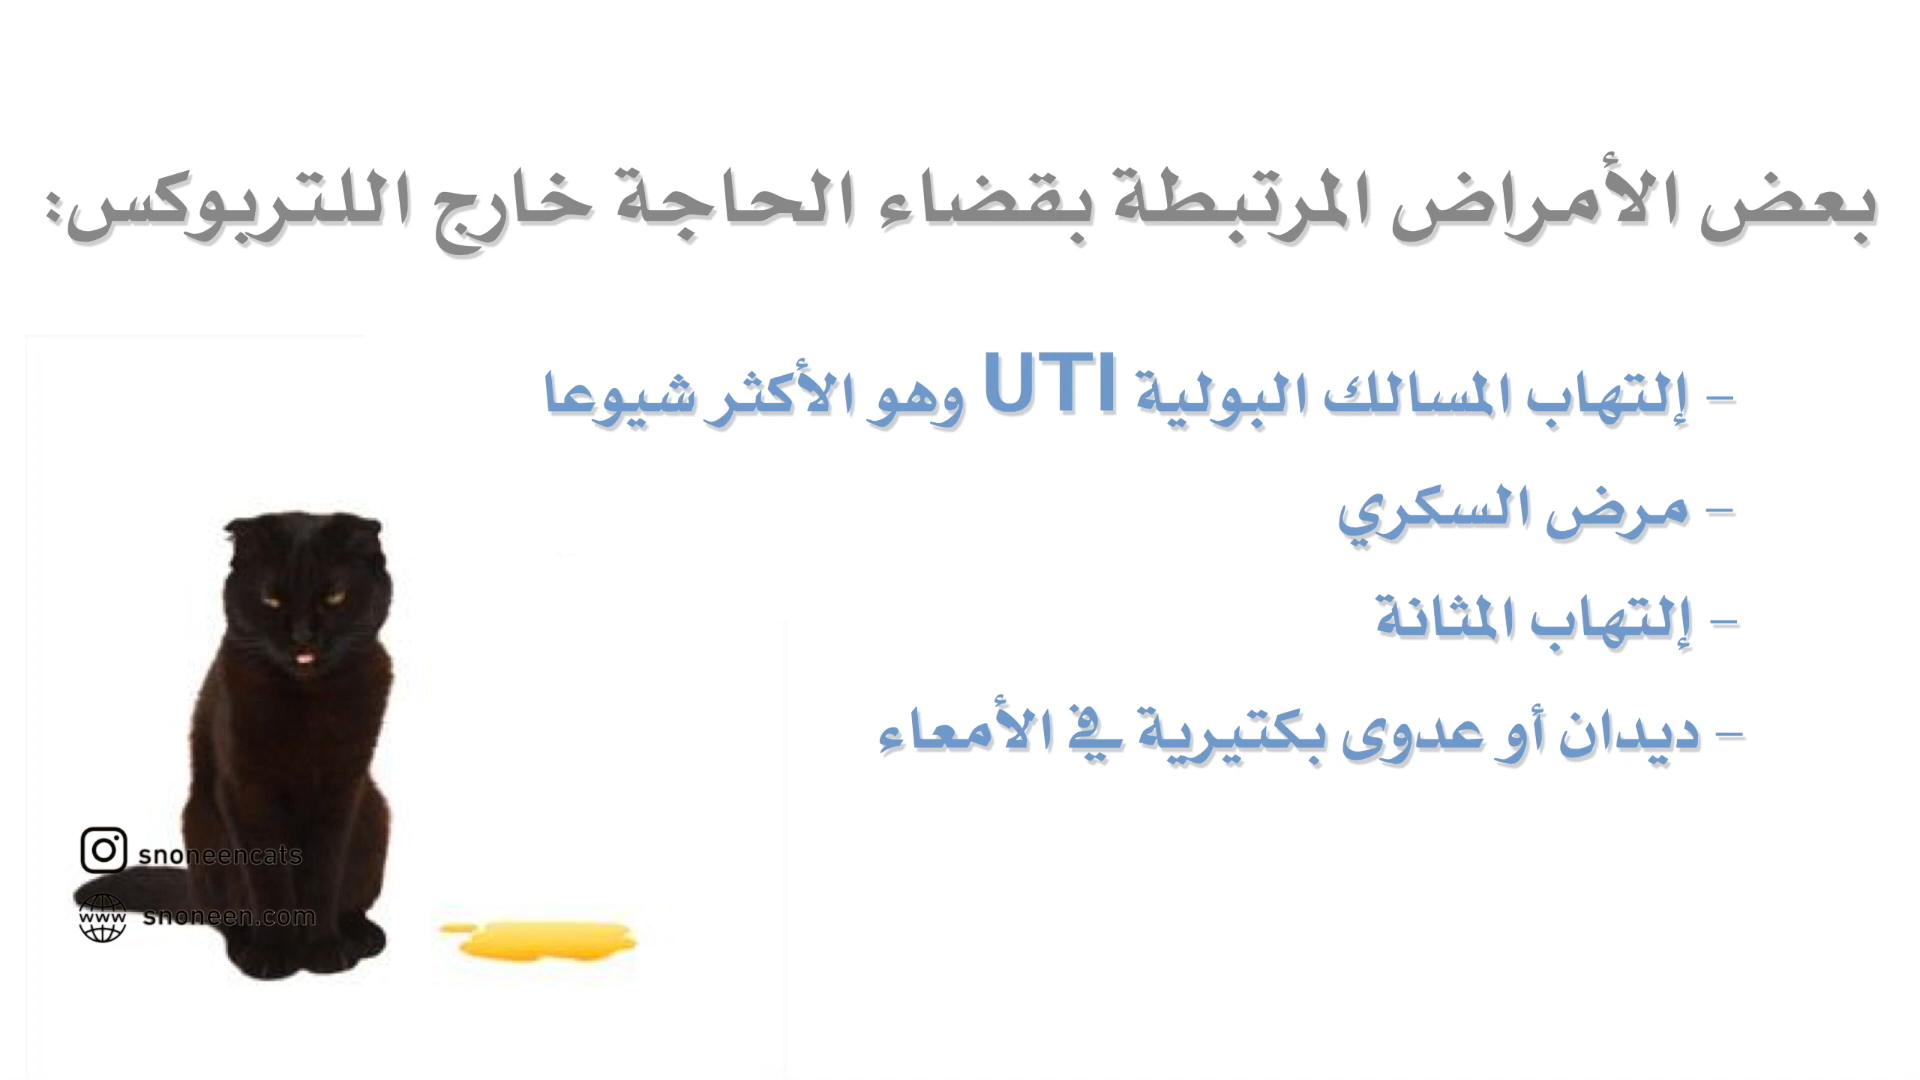 بعض الأمراض المرتبطة بقضاء الحاجة خارج اللتربوكس:
- إلتهاب المسالك البولية UTI وهو الأكثر شيوعا
- مرض السكري
- إلتهاب المثانة
- ديدان أو عدوى بكتيرية في الأمعاء
snoneencats
www snoneen.com